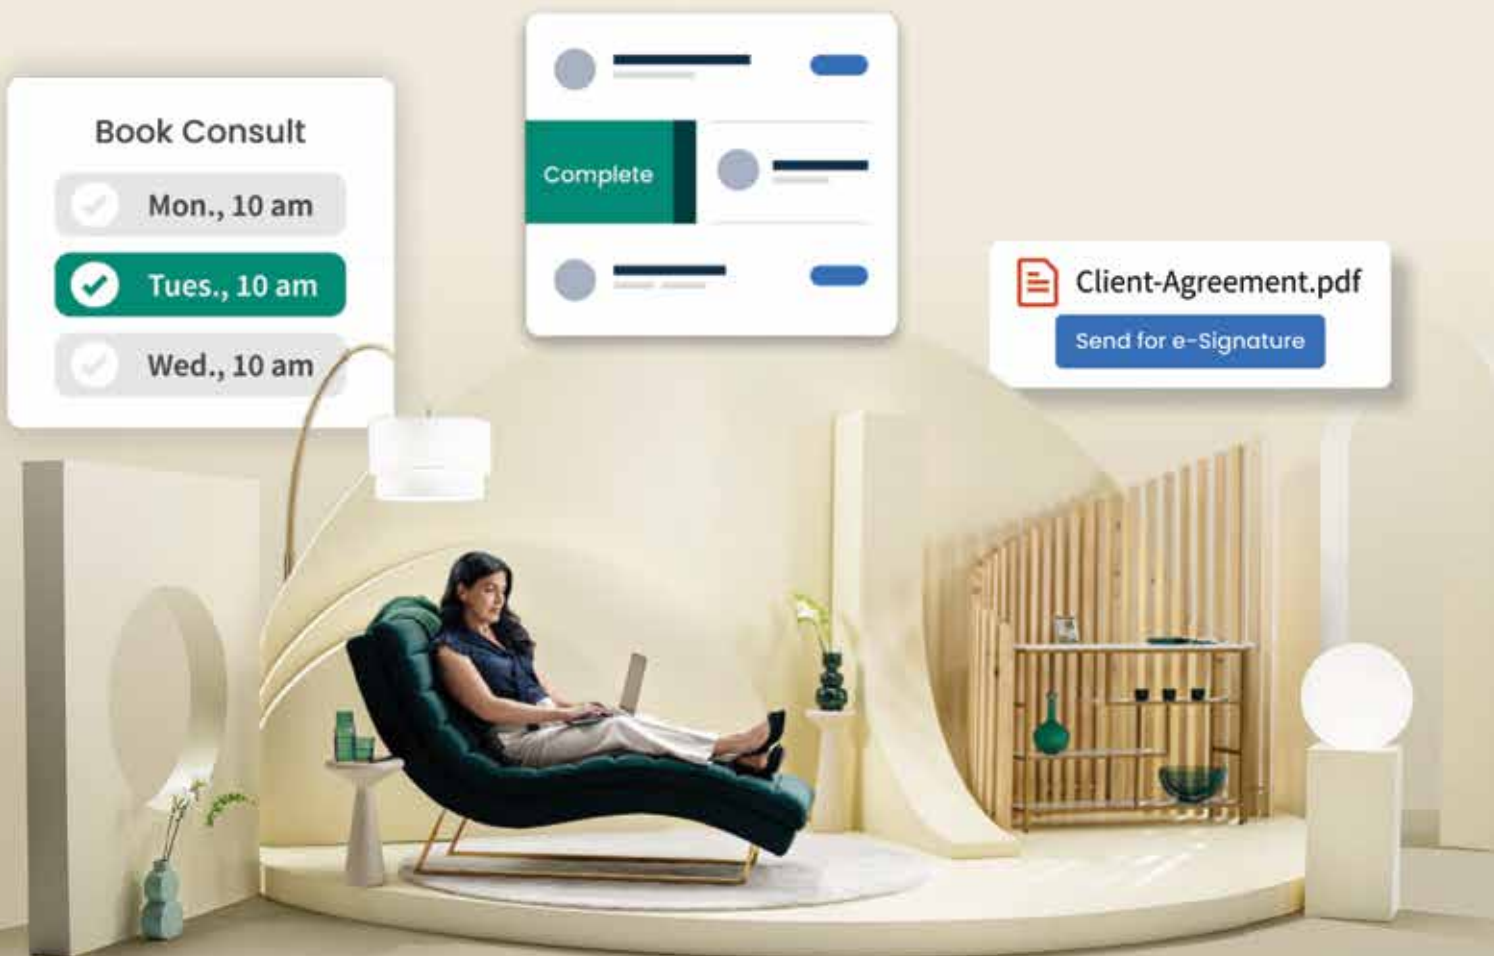 Book Consult
Mon., 10 am
Tues., 10 am
Wed., 10 am
Complete
Client-Agreement.pdf
Send for e-Signature